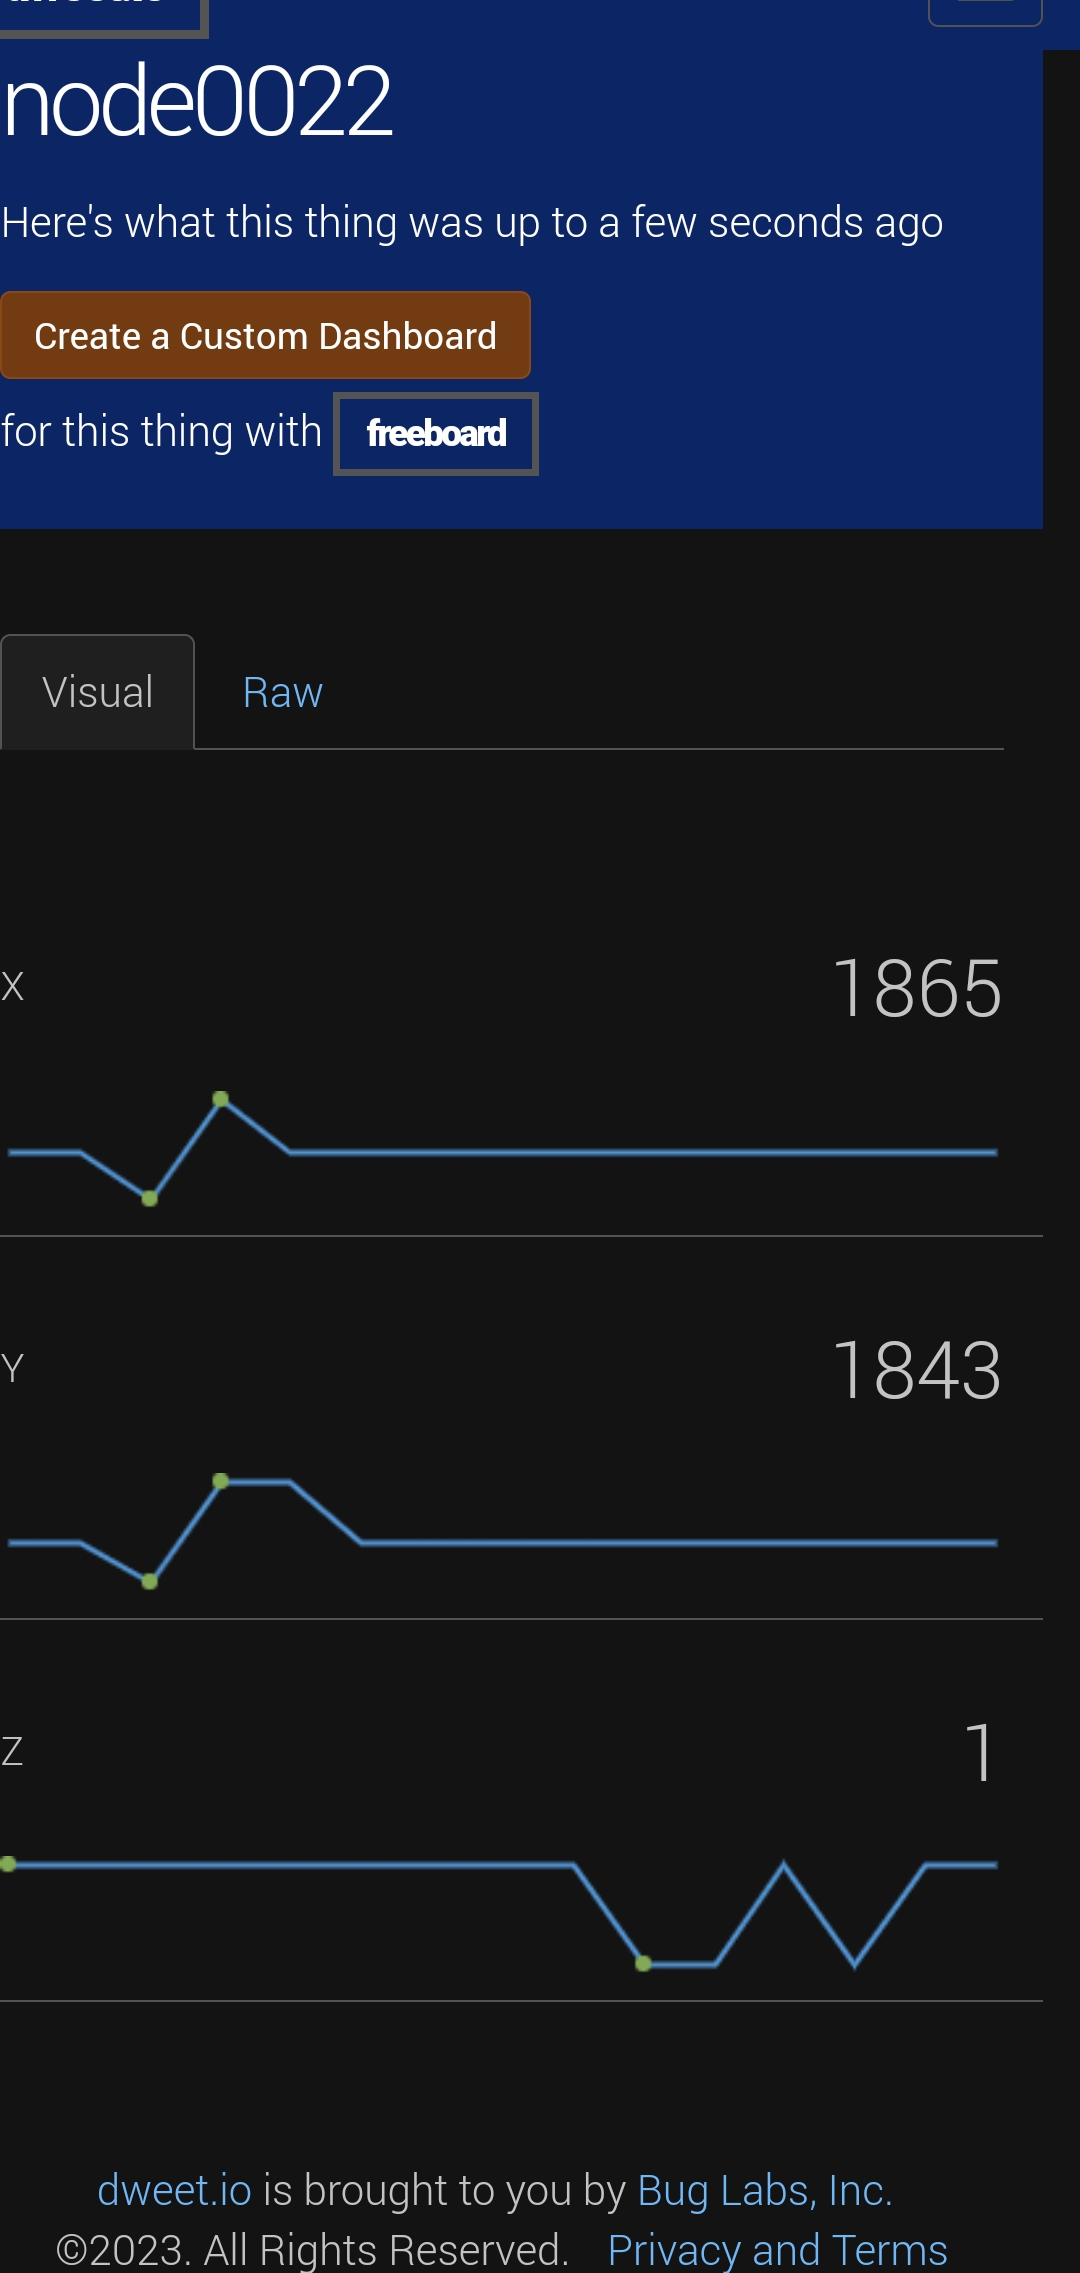 node0022
Here's what this thing was up to a few seconds ago
Create a Custom Dashboard
for this thing with freeboard
Visual Raw
X 1865
Y 1843
Z 1
dweet.io is brought to you by Bug Labs, Inc.
©2023. All Rights Reserved. Privacy and Terms